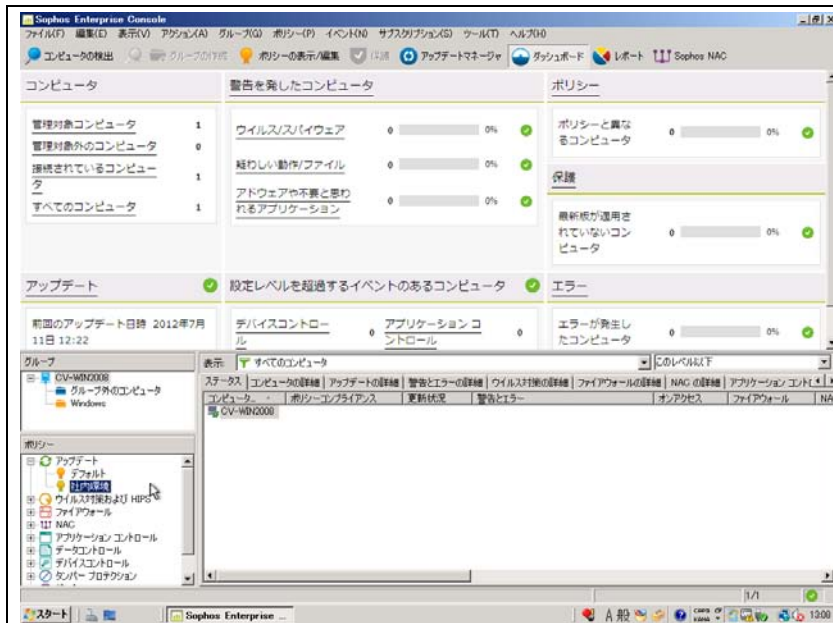 Sophos Enterprise Console
ファイル(F) 編集(E) 表示(V) アクション(A) グループ(G) ポリシー(P) イベント(N) サブスクリプション(S) ツール(T) ヘルプ(H)
コンピュータの検出 グループの作成 ポリシーの表示/編集 保護 アップデートマネージャ ダッシュボード レポート Sophos NAC
コンピュータ
管理対象コンピュータ 1
管理対象外のコンピュータ 0
接続されているコンピュー
タ 1
すべてのコンピュータ 1
警告を発したコンピュータ
ウイルス/スパイウェア 0 0%
疑わしい動作/ファイル 0 0%
アドウェアや不要と思わ
れるアプリケーション 0 0%
ポリシー
ポリシーと異な
るコンピュータ 0 0%
保護
最新版が適用さ
れていないコン
ピュータ 0 0%
アップデート
前回のアップデート日時 2012年7月
11日 12:22
設定レベルを超過するイベントのあるコンピュータ
デバイスコントロー
ル 0
アプリケーション コ
ントロール 0
エラー
エラーが発生し
たコンピュータ 0 0%
グループ
CV-WIN2008
グループ外のコンピュータ
Windows
表示: すべてのコンピュータ このレベル以下
ステータス コンピュータの詳細 アップデートの詳細 警告とエラーの詳細 ウイルス対策の詳細 ファイアウォールの詳細 NAC の詳細 アプリケーション コント
コンピュータ... ポリシーコンプライアンス 更新状況 警告とエラー オンアクセス ファイアウォール NA
CV-WIN2008
ポリシー
アップデート
デフォルト
社内環境
ウイルス対策および HIPS
ファイアウォール
NAC
アプリケーション コントロール
データコントロール
デバイスコントロール
タンパー プロテクション
1/1
スタート Sophos Enterprise ... A 般 CAPS KANA 13:08